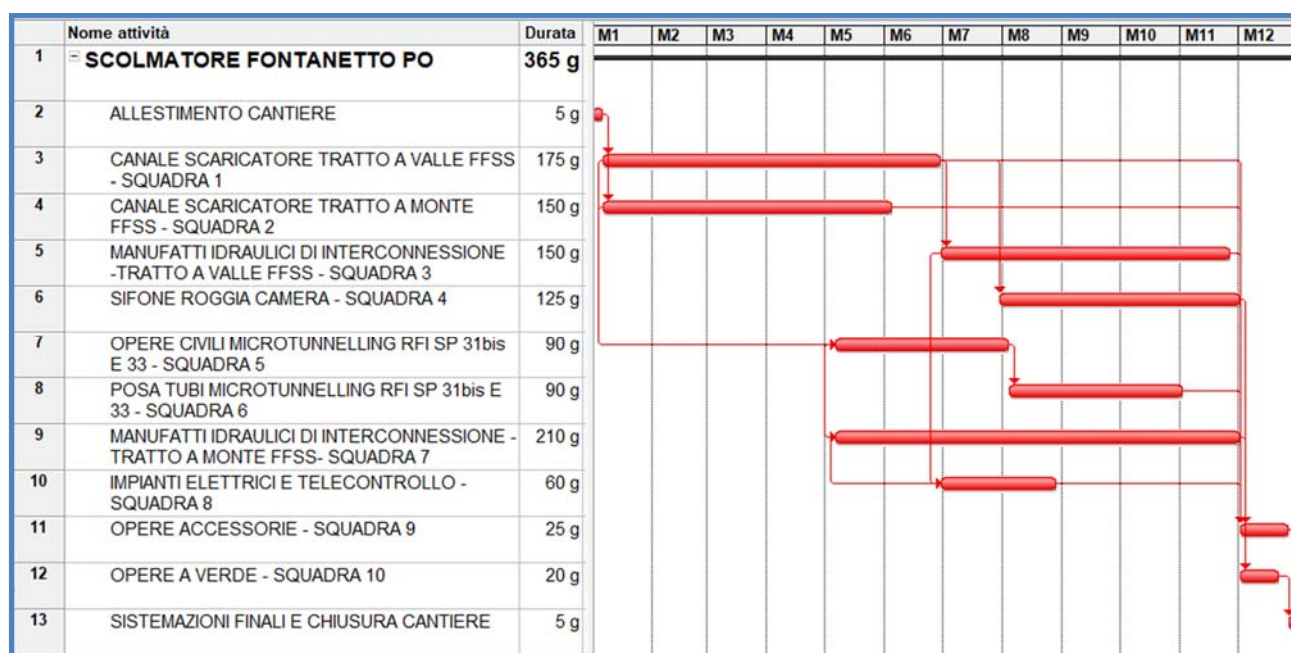 Nome attività Durata M1 M2 M3 M4 M5 M6 M7 M8 M9 M10 M11 M12
1 SCOLMATORE FONTANETTO PO 365 g
2 ALLESTIMENTO CANTIERE 5 g
3 CANALE SCARICATORE TRATTO A VALLE FFSS 175 g
- SQUADRA 1
4 CANALE SCARICATORE TRATTO A MONTE 150 g
FFSS - SQUADRA 2
5 MANUFATTI IDRAULICI DI INTERCONNESSIONE 150 g
-TRATTO A VALLE FFSS - SQUADRA 3
6 SIFONE ROGGIA CAMERA - SQUADRA 4 125 g
7 OPERE CIVILI MICROTUNNELLING RFI SP 31bis 90 g
E 33 - SQUADRA 5
8 POSA TUBI MICROTUNNELLING RFI SP 31bis E 90 g
33 - SQUADRA 6
9 MANUFATTI IDRAULICI DI INTERCONNESSIONE - 210 g
TRATTO A MONTE FFSS- SQUADRA 7
10 IMPIANTI ELETTRICI E TELECONTROLLO - 60 g
SQUADRA 8
11 OPERE ACCESSORIE - SQUADRA 9 25 g
12 OPERE A VERDE - SQUADRA 10 20 g
13 SISTEMAZIONI FINALI E CHIUSURA CANTIERE 5 g